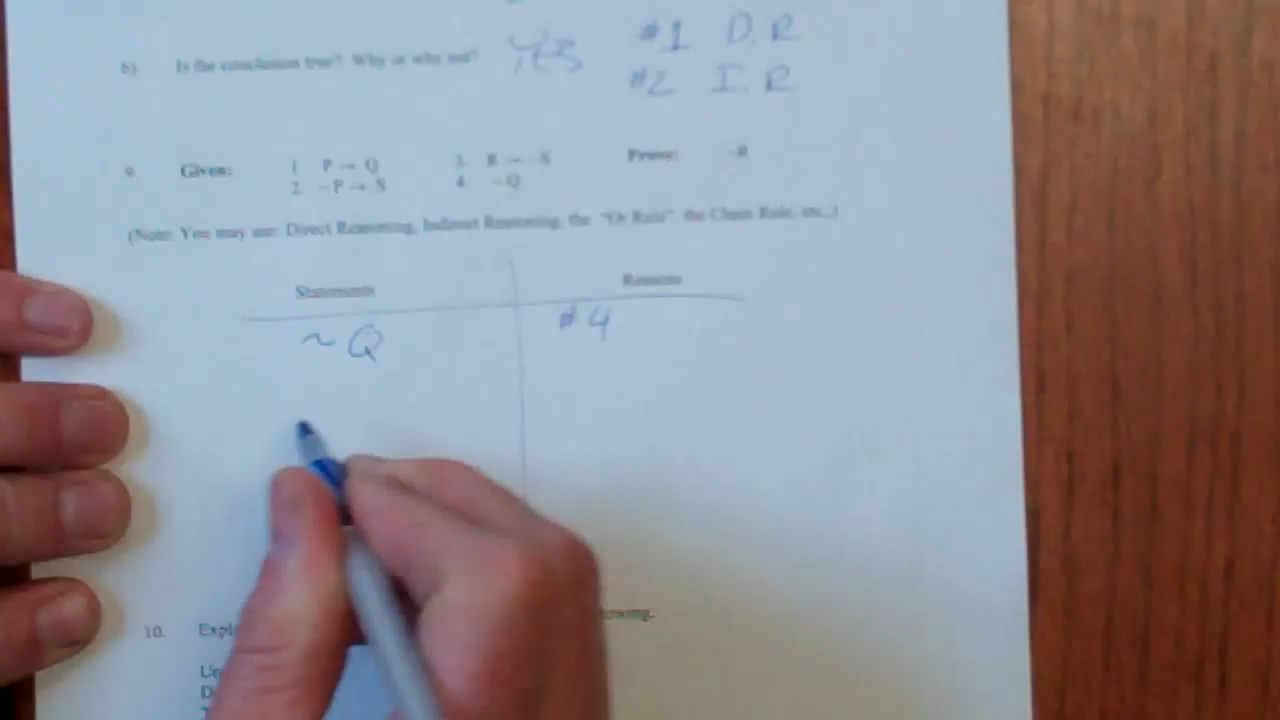 b) Is the conclusion true? Why or why not? YES #1 D.R
#2 I.R
9. Given: 1. P → Q 3. R → ~S Prove: ~R
2. ~P → S 4. ~Q
(Note: You may use: Direct Reasoning, Indirect Reasoning, the "Or Rule" the Chain Rule, etc.,)
Statements Reasons
~Q #4
10.